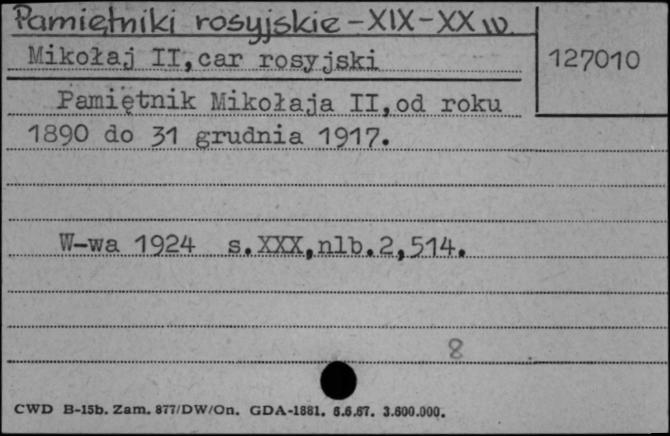 Pamiętniki rosyjskie - XIX - XX w.
Mikołaj II, car rosyjski
127010
Pamiętnik Mikołaja II, od roku
1890 do 31 grudnia 1917.
W-wa 1924 s. XXX, nlb. 2, 514.
8
CWD B-15b. Zam. 877/DW/On. GDA-1881. 6.6.67. 3.600.000.